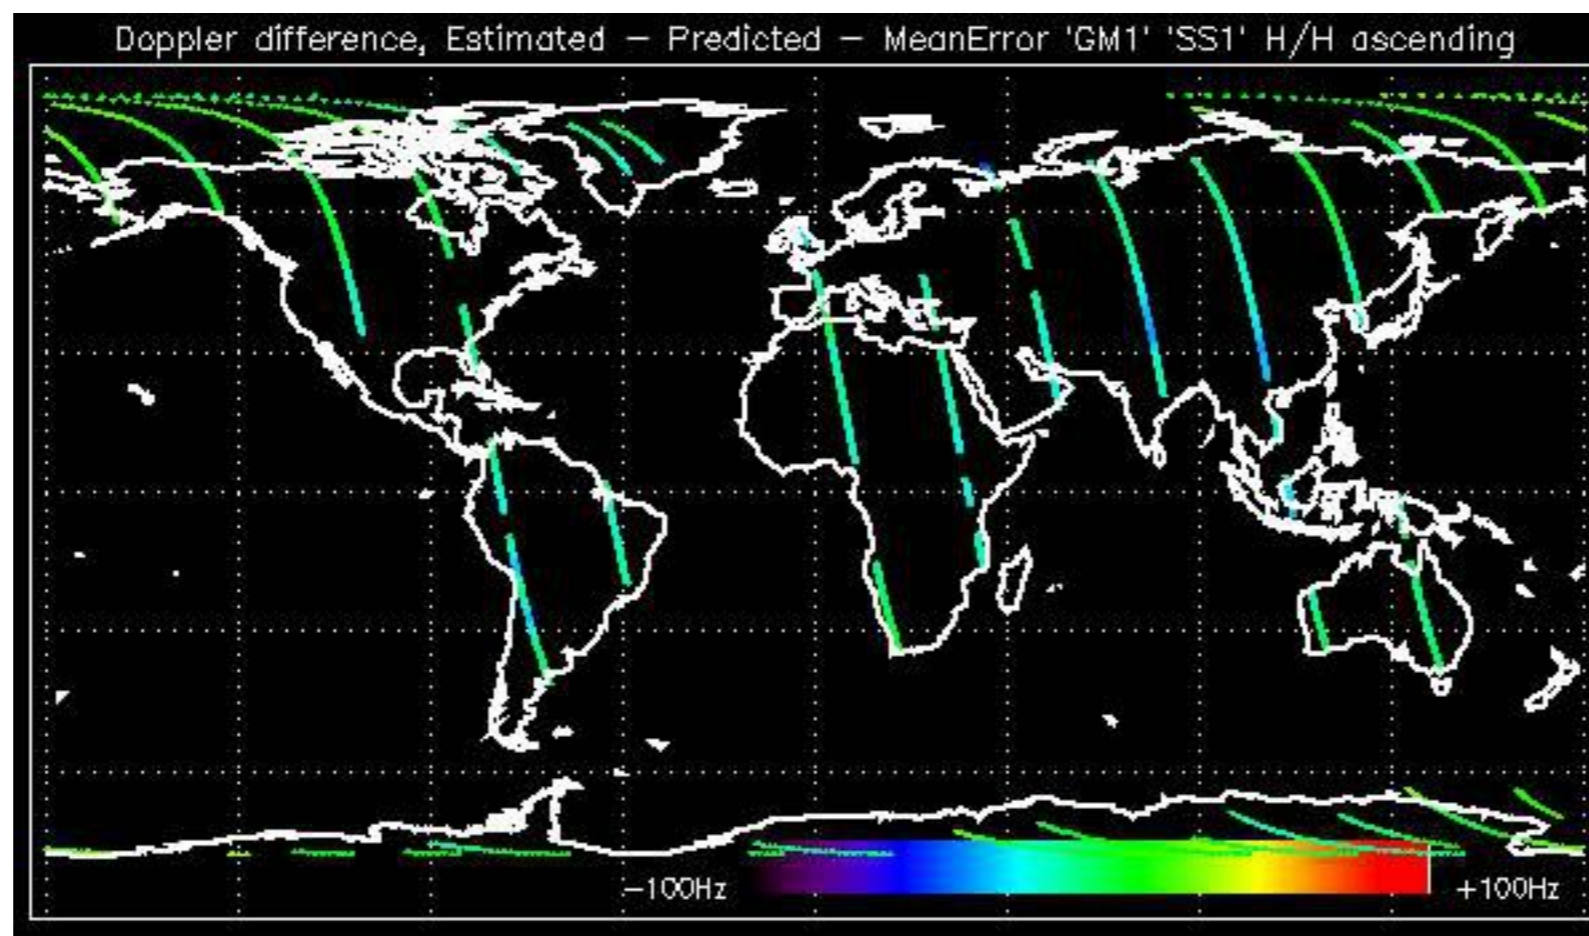 Doppler difference, Estimated — Predicted — MeanError 'GM1' 'SS1' H/H ascending
−100Hz +100Hz